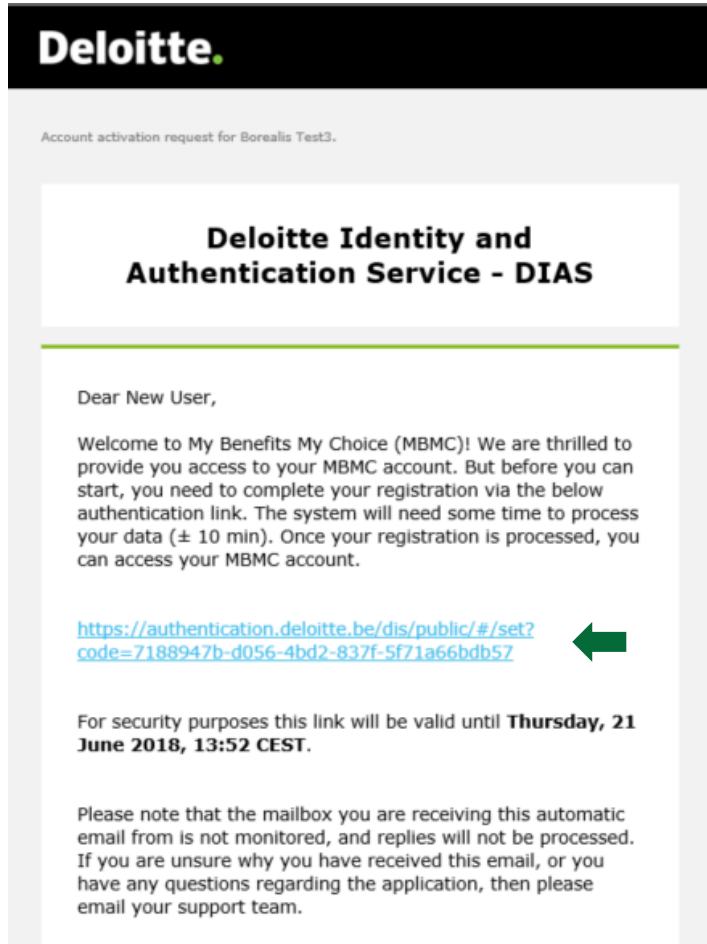 Deloitte.
Account activation request for Borealis Test3.
Deloitte Identity and
Authentication Service - DIAS
Dear New User,
Welcome to My Benefits My Choice (MBMC)! We are thrilled to
provide you access to your MBMC account. But before you can
start, you need to complete your registration via the below
authentication link. The system will need some time to process
your data (± 10 min). Once your registration is processed, you
can access your MBMC account.
https://authentication.deloitte.be/dis/public/#/set?
code=7188947b-d056-4bd2-837f-5f71a66bdb57
For security purposes this link will be valid until Thursday, 21
June 2018, 13:52 CEST.
Please note that the mailbox you are receiving this automatic
email from is not monitored, and replies will not be processed.
If you are unsure why you have received this email, or you
have any questions regarding the application, then please
email your support team.